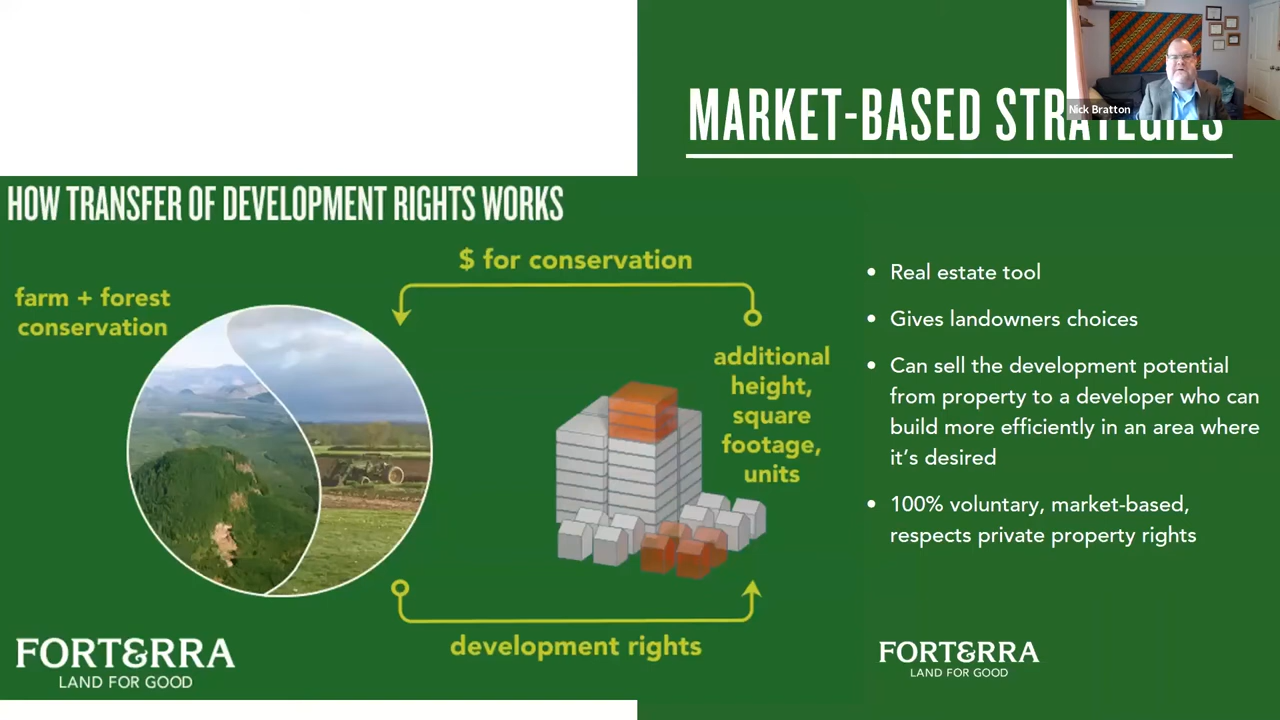 MARKET-BASED STRATEGIES
Nick Bratton
HOW TRANSFER OF DEVELOPMENT RIGHTS WORKS
$ for conservation
farm + forest
conservation
additional
height,
square
footage,
units
development rights
FORTERRA
LAND FOR GOOD
• Real estate tool
• Gives landowners choices
• Can sell the development potential
from property to a developer who can
build more efficiently in an area where
it’s desired
• 100% voluntary, market-based,
respects private property rights
FORTERRA
LAND FOR GOOD